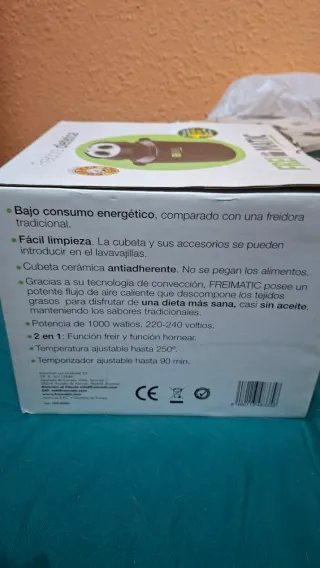 • Bajo consumo energético, comparado con una freidora
tradicional.
• Fácil limpieza. La cubeta y sus accesorios se pueden
introducir en el lavavajillas.
• Cubeta cerámica antiadherente. No se pegan los alimentos.
• Gracias a su tecnología de convección, FREIMATIC posee un
potente flujo de aire caliente que descompone los tejidos
grasos para disfrutar de una dieta más sana, casi sin aceite,
manteniendo los sabores tradicionales.
• Potencia de 1000 watios. 220-240 voltios.
• 2 en 1: Función freir y función hornear.
• Temperatura ajustable hasta 250º.
• Temporizador ajustable hasta 90 min.
CE